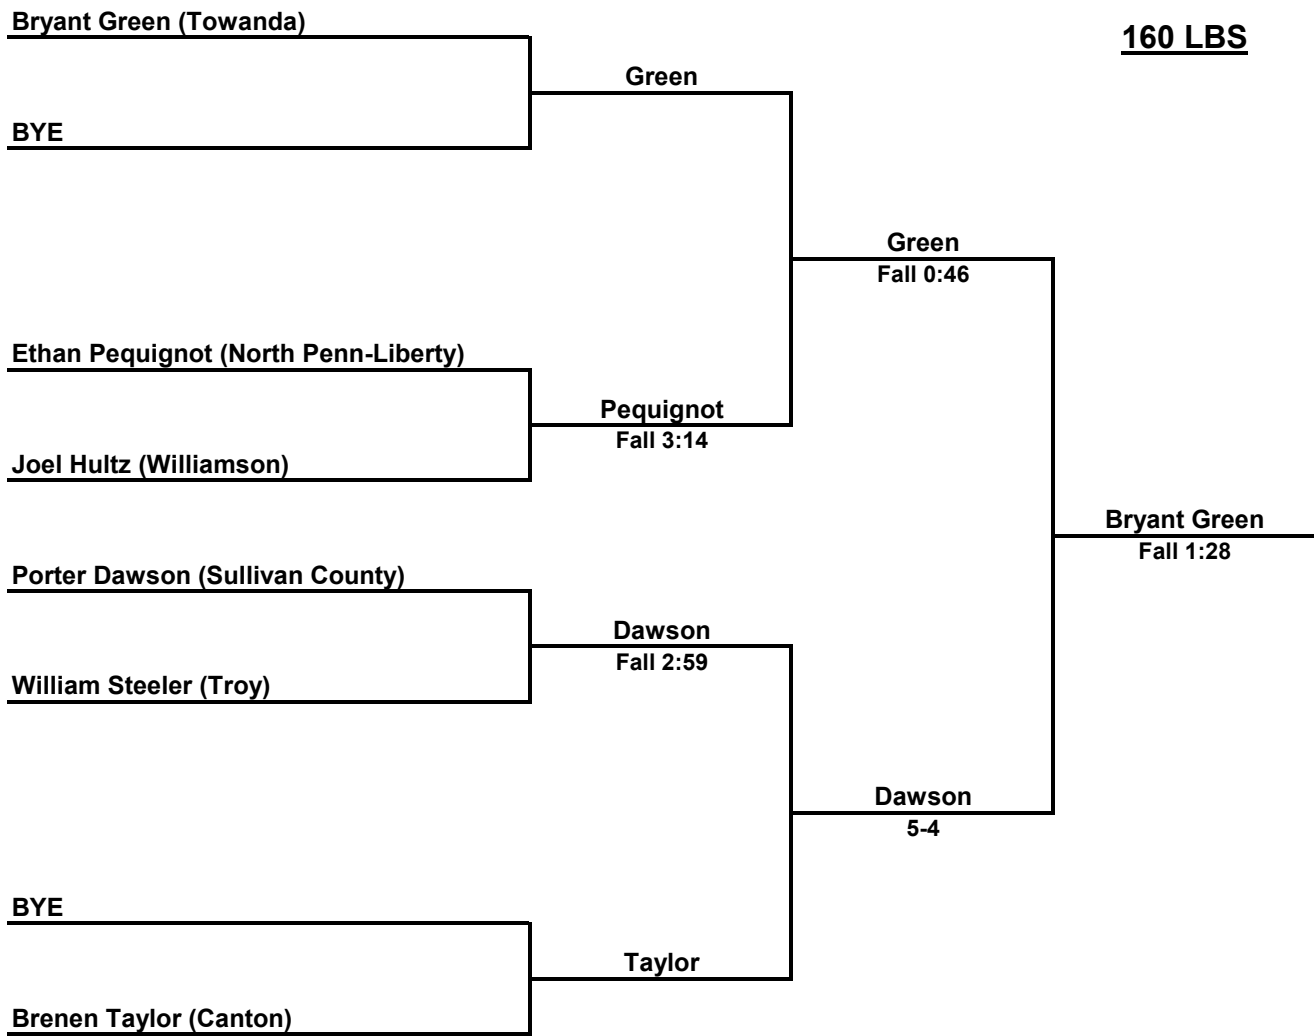 Bryant Green (Towanda)
160 LBS
Green
BYE
Green
Fall 0:46
Ethan Pequignot (North Penn-Liberty)
Pequignot
Fall 3:14
Joel Hultz (Williamson)
Bryant Green
Fall 1:28
Porter Dawson (Sullivan County)
Dawson
Fall 2:59
William Steeler (Troy)
Dawson
5-4
BYE
Taylor
Brenen Taylor (Canton)